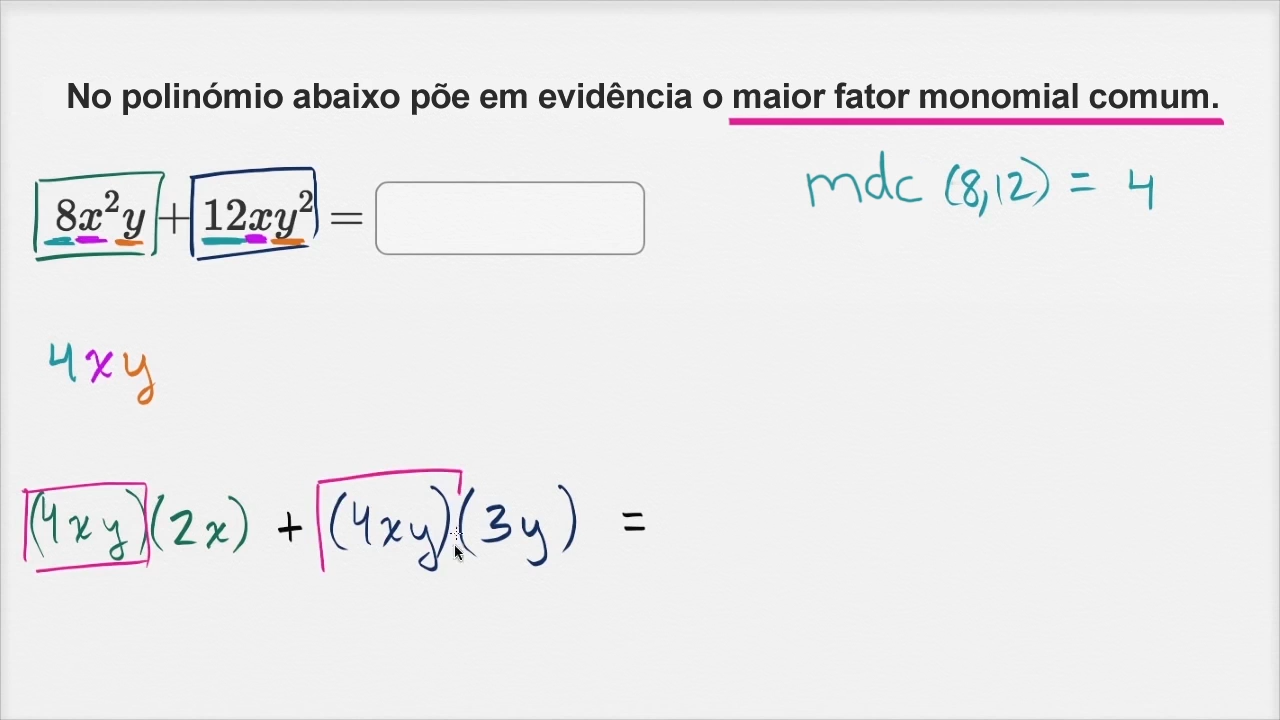 No polinómio abaixo põe em evidência o maior fator monomial comum.
mdc (8,12) = 4
8x²y + 12xy² =
4xy
(4xy)(2x) + (4xy)(3y) =